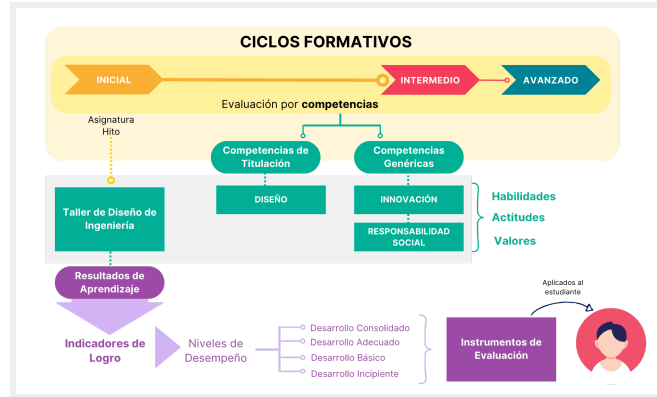 CICLOS FORMATIVOS
INICIAL
INTERMEDIO
AVANZADO
Evaluación por competencias
Asignatura
Hito
Competencias de
Titulación
Competencias
Genéricas
Taller de Diseño de
Ingeniería
DISEÑO
INNOVACIÓN
RESPONSABILIDAD
SOCIAL
Habilidades
Actitudes
Valores
Resultados de
Aprendizaje
Indicadores de
Logro
Niveles de
Desempeño
Desarrollo Consolidado
Desarrollo Adecuado
Desarrollo Básico
Desarrollo Incipiente
Instrumentos de
Evaluación
Aplicados al
estudiante